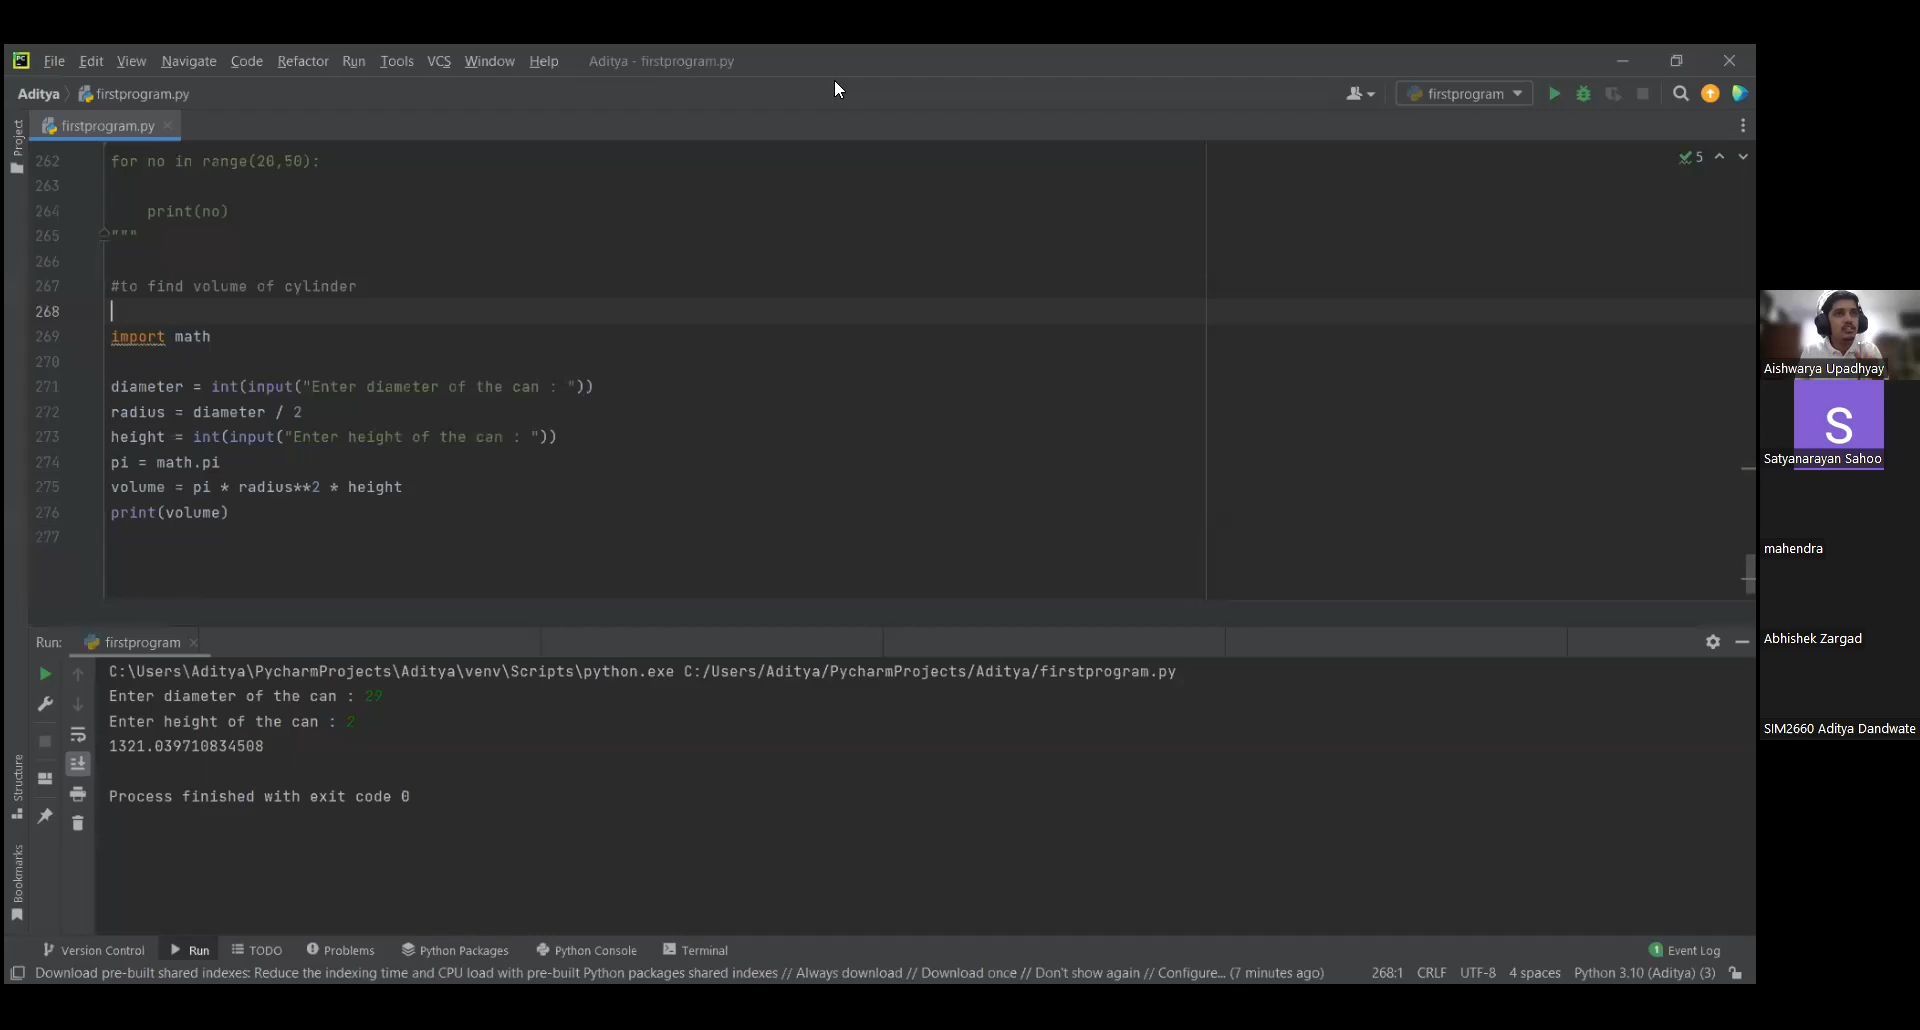 File Edit View Navigate Code Refactor Run Tools VCS Window Help Aditya - firstprogram.py
Aditya firstprogram.py firstprogram
Project
firstprogram.py
262 for no in range(20,50):
5
263
264 print(no)
265 """
266
267 #to find volume of cylinder
268
269 import math
270
271 diameter = int(input("Enter diameter of the can : "))
272 radius = diameter / 2
273 height = int(input("Enter height of the can : "))
274 pi = math.pi
275 volume = pi * radius**2 * height
276 print(volume)
277
Run: firstprogram
C:\Users\Aditya\PycharmProjects\Aditya\venv\Scripts\python.exe C:/Users/Aditya/PycharmProjects/Aditya/firstprogram.py
Enter diameter of the can : 29
Enter height of the can : 2
1321.039710834508
Process finished with exit code 0
Structure
Bookmarks
Version Control Run TODO Problems Python Packages Python Console Terminal 1 Event Log
Download pre-built shared indexes: Reduce the indexing time and CPU load with pre-built Python packages shared indexes // Always download // Download once // Don't show again // Configure... (7 minutes ago) 268:1 CRLF UTF-8 4 spaces Python 3.10 (Aditya) (3)
Aishwarya Upadhyay
S
Satyanarayan Sahoo
mahendra
Abhishek Zargad
SIM2660 Aditya Dandwate
PC